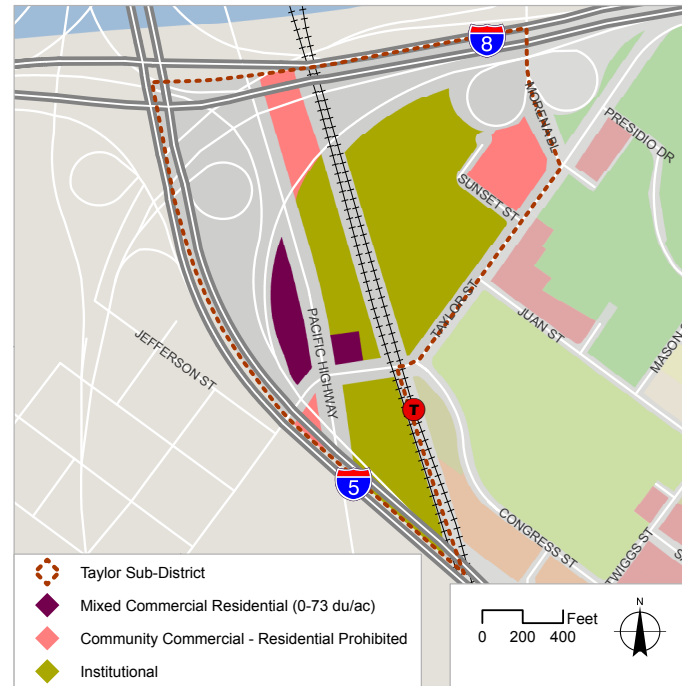 8
MORENA BL
PRESIDIO DR
SUNSET ST
TAYLOR ST
JUAN ST
MASON S
PACIFIC HIGHWAY
JEFFERSON ST
T
5
CONGRESS ST
TWIGGS ST
S
Taylor Sub-District
Mixed Commercial Residential (0-73 du/ac)
Community Commercial - Residential Prohibited
Institutional
Feet
0 200 400
N